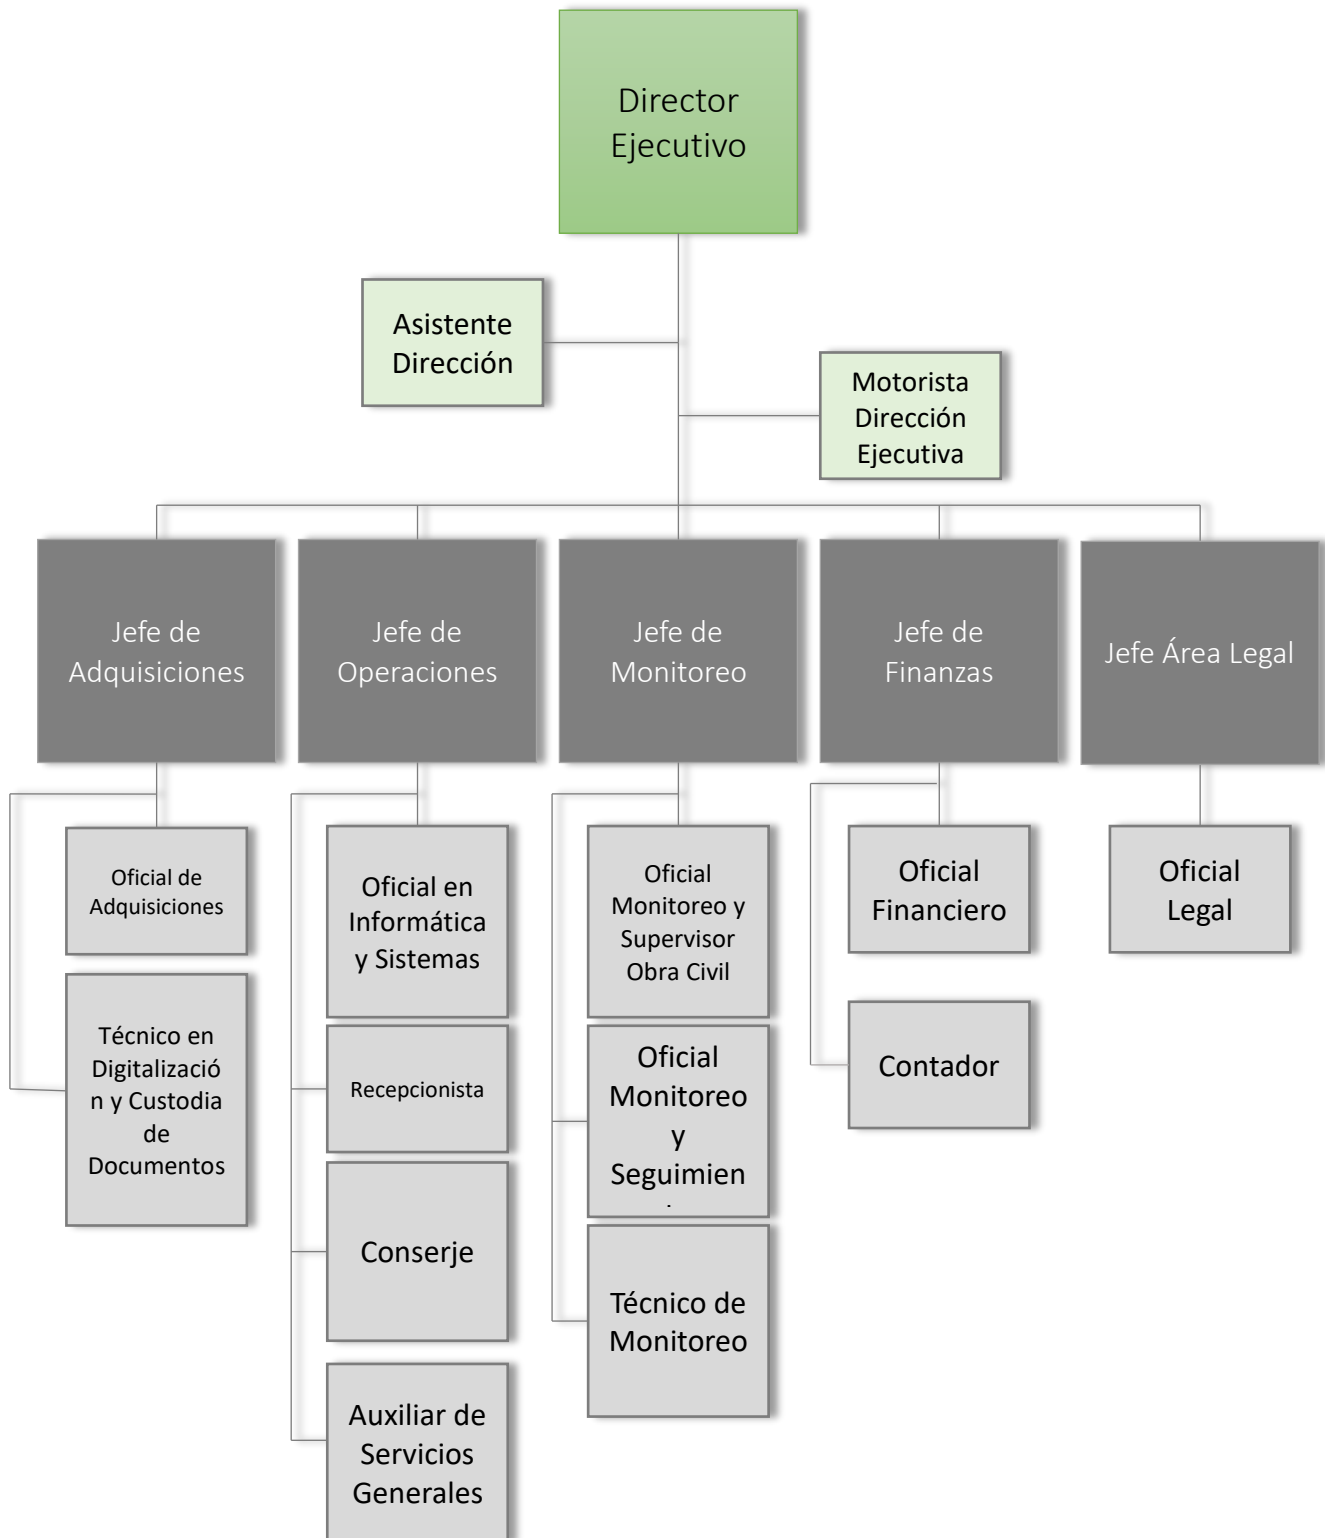 Director
Ejecutivo
Asistente
Dirección
Motorista
Dirección
Ejecutiva
Jefe de
Adquisiciones
Jefe de
Operaciones
Jefe de
Monitoreo
Jefe de
Finanzas
Jefe Área Legal
Oficial de
Adquisiciones
Técnico en
Digitalizació
n y Custodia
de
Documentos
Oficial en
Informática
y Sistemas
Recepcionista
Conserje
Auxiliar de
Servicios
Generales
Oficial
Monitoreo y
Supervisor
Obra Civil
Oficial
Monitoreo
y
Seguimien
Técnico de
Monitoreo
Oficial
Financiero
Contador
Oficial
Legal